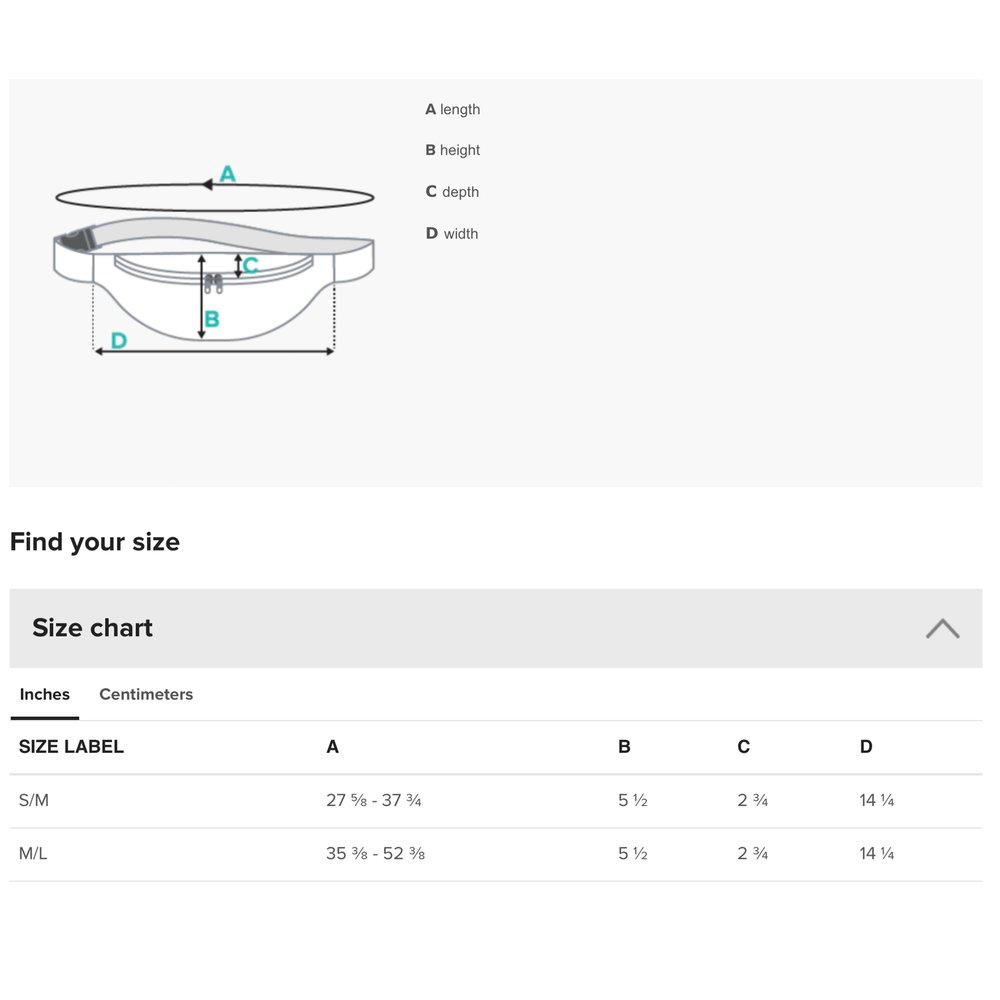 A length
B height
C depth
D width
A
C
B
D
Find your size
Size chart
Inches Centimeters
SIZE LABEL A B C D
S/M 27 ⅝ - 37 ¾ 5 ½ 2 ¾ 14 ¼
M/L 35 ⅜ - 52 ⅜ 5 ½ 2 ¾ 14 ¼